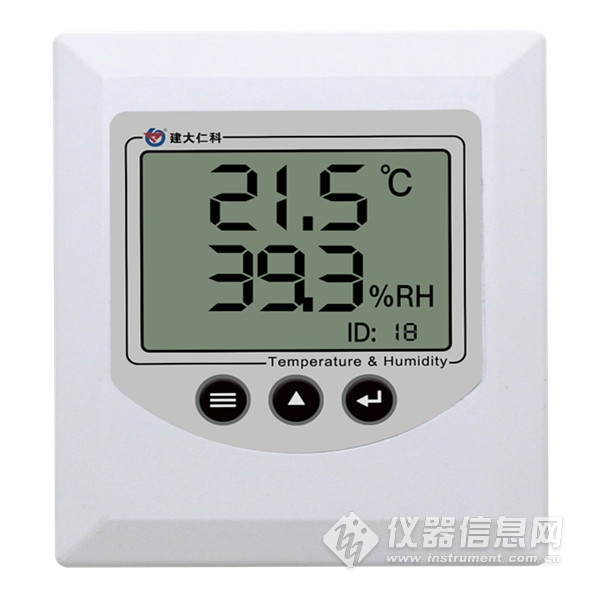 建大仁科
21.5 ℃
39.3 %RH
ID: 18
Temperature & Humidity
仪器信息网
www.instrument.com.cn